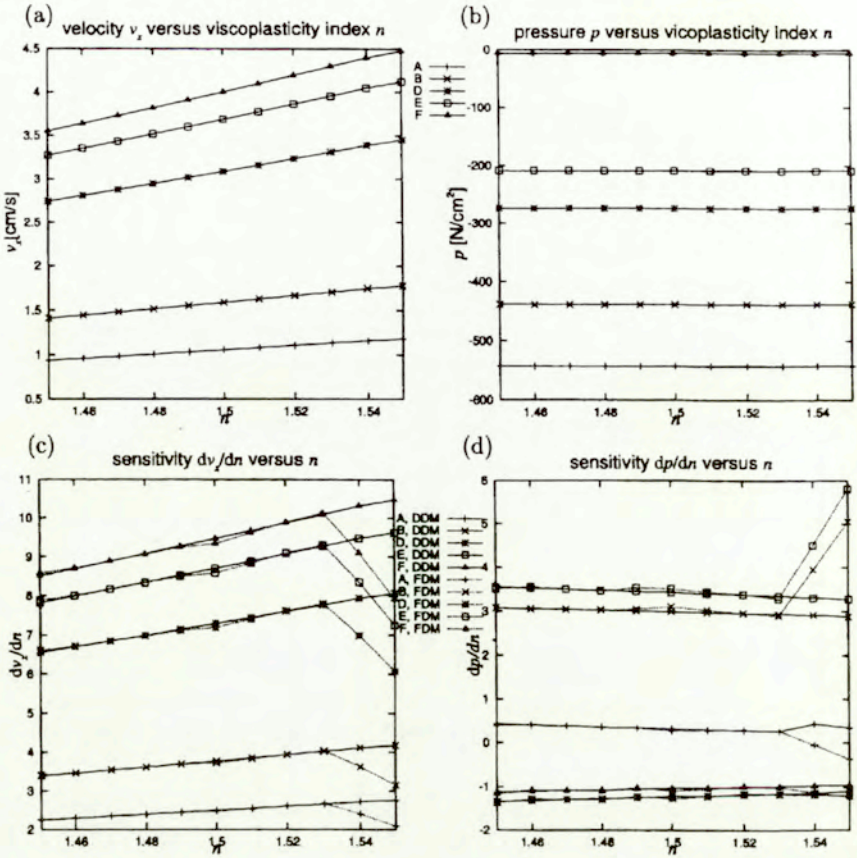 (a)
velocity v_z versus viscoplasticity index n
4.5
4
3.5
3
2.5
2
1.5
1
0.5
v_z[cm/s]
1.46
1.48
1.5
1.52
1.54
n
A
B
D
E
F
(b)
pressure p versus vicoplasticity index n
0
-100
-200
-300
-400
-500
-600
p [N/cm²]
1.46
1.48
1.5
1.52
1.54
n
(c)
sensitivity dv_z/dn versus n
11
10
9
8
7
6
5
4
3
2
dv_z/dn
1.46
1.48
1.5
1.52
1.54
n
A, DDM
B, DDM
D, DDM
E, DDM
F, DDM
A, FDM
B, FDM
D, FDM
E, FDM
F, FDM
(d)
sensitivity dp/dn versus n
6
5
4
3
2
1
0
-1
-2
dp/dn
1.46
1.48
1.5
1.52
1.54
n